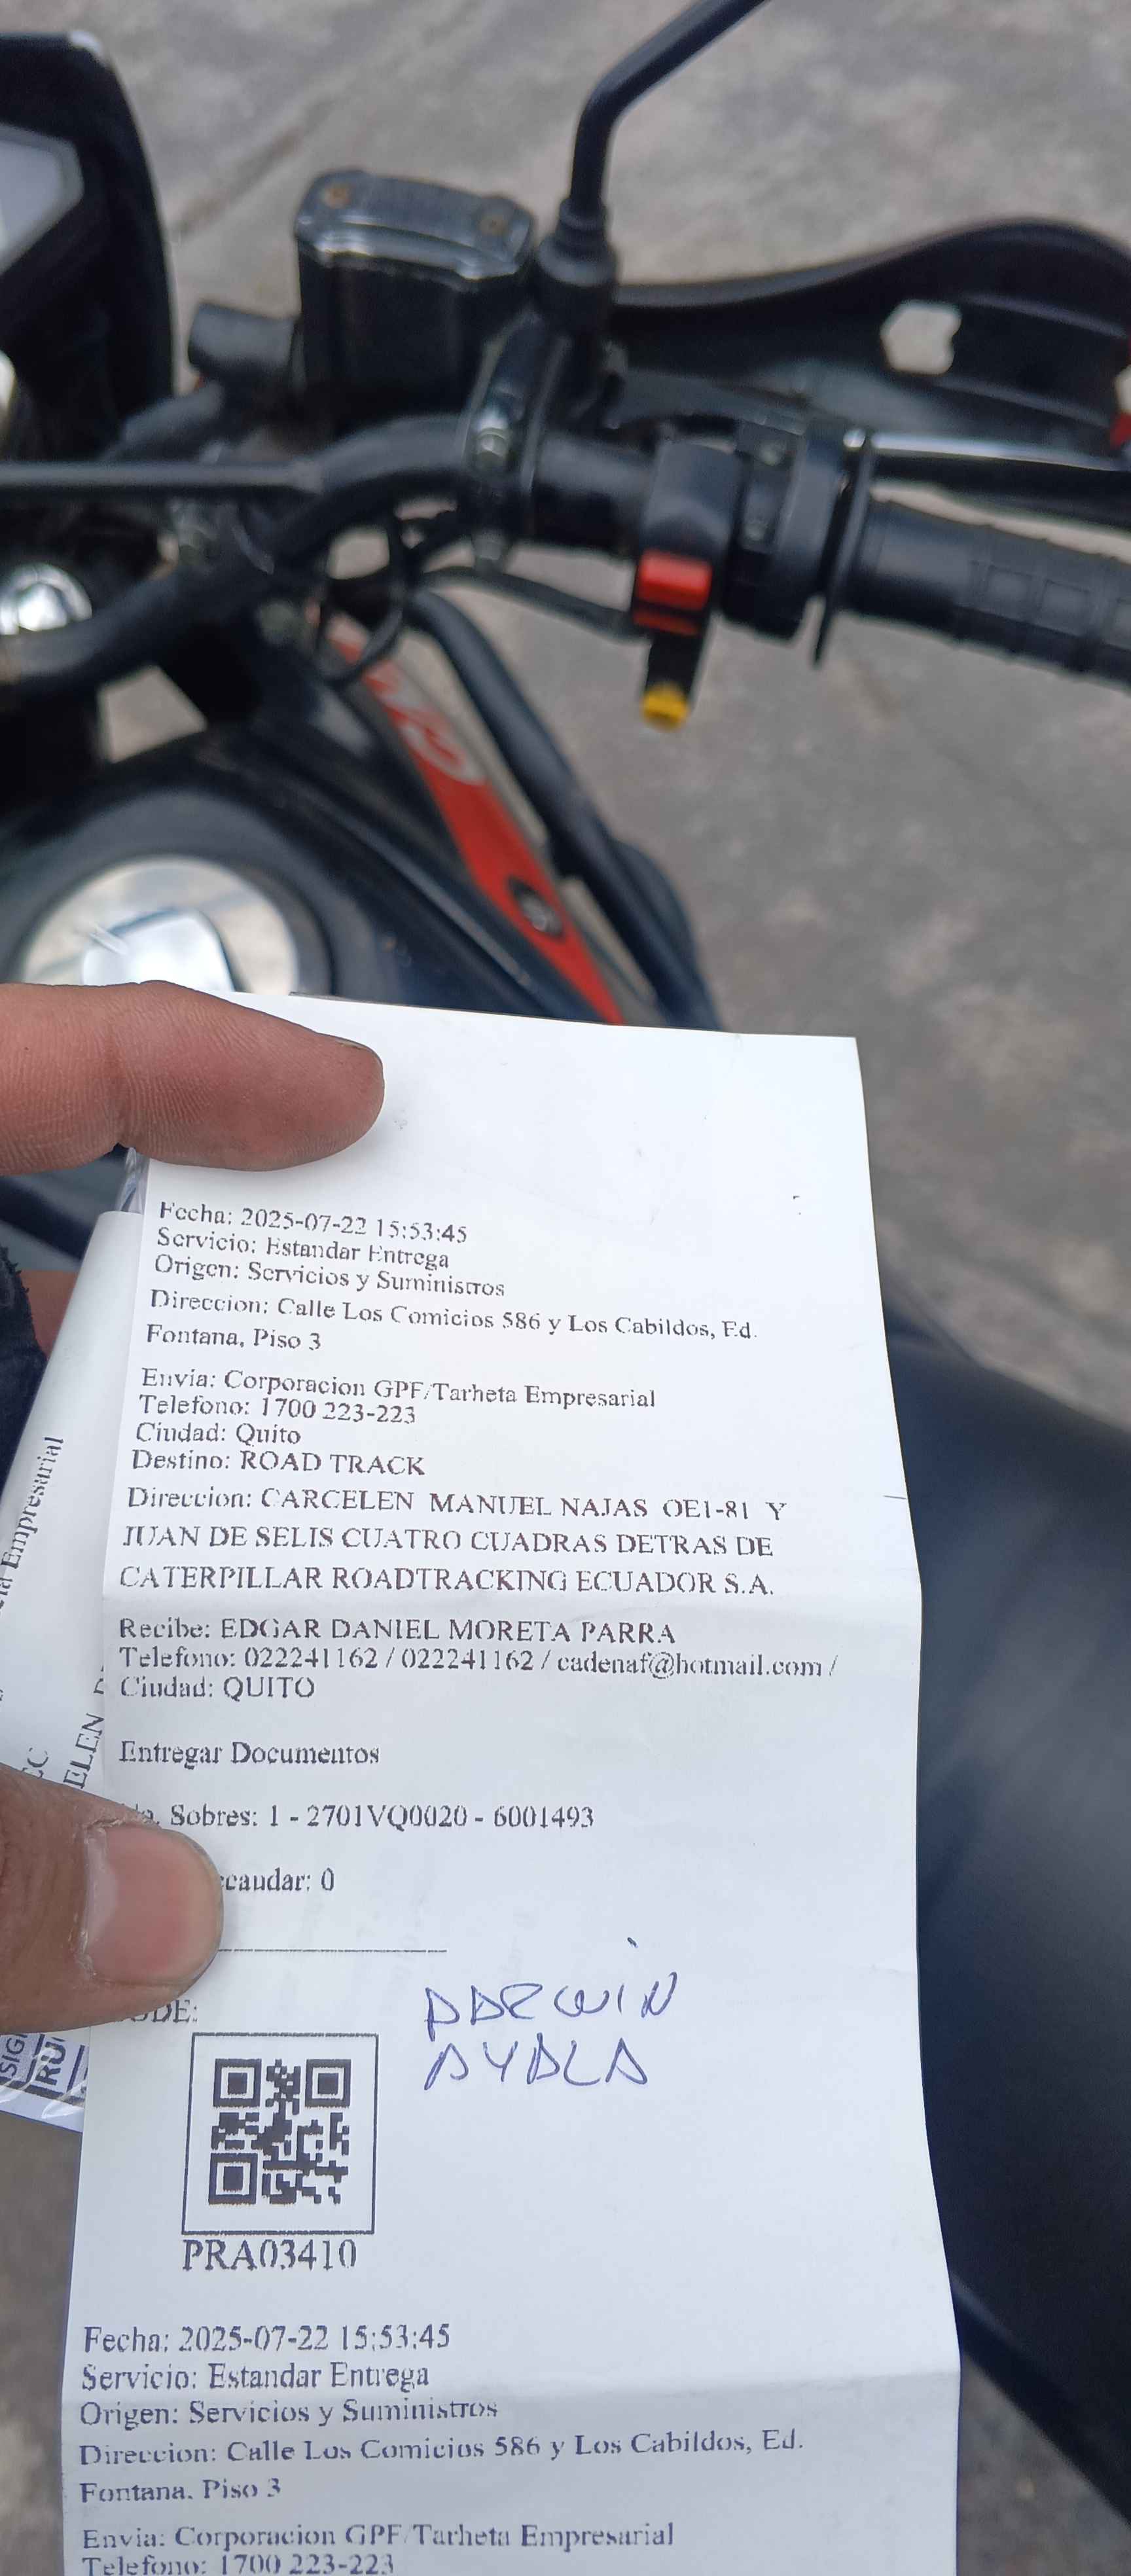 Fecha: 2025-07-22 15:53:45
Servicio: Estandar Entrega
Origen: Servicios y Suministros
Direccion: Calle Los Comicios 586 y Los Cabildos, Ed.
Fontana, Piso 3
Envia: Corporacion GPF/Tarheta Empresarial
Telefono: 1700 223-223
Ciudad: Quito
Destino: ROAD TRACK
Direccion: CARCELEN MANUEL NAJAS OE1-81 Y
JUAN DE SELIS CUATRO CUADRAS DETRAS DE
CATERPILLAR ROADTRACKING ECUADOR S.A.
Recibe: EDGAR DANIEL MORETA PARRA
Telefono: 022241162 / 022241162 / cadenaf@hotmail.com /
Ciudad: QUITO
Entregar Documentos
Sobres: 1 - 2701VQ0020 - 6001493
caudar: 0
ODE:
DARWIN
AYALA
PRA03410
Fecha: 2025-07-22 15:53:45
Servicio: Estandar Entrega
Origen: Servicios y Suministros
Direccion: Calle Los Comicios 586 y Los Cabildos, Ed.
Fontana, Piso 3
Envia: Corporacion GPF/Tarheta Empresarial
Telefono: 1700 223-223
Empresarial
ELEN
RU
SIG